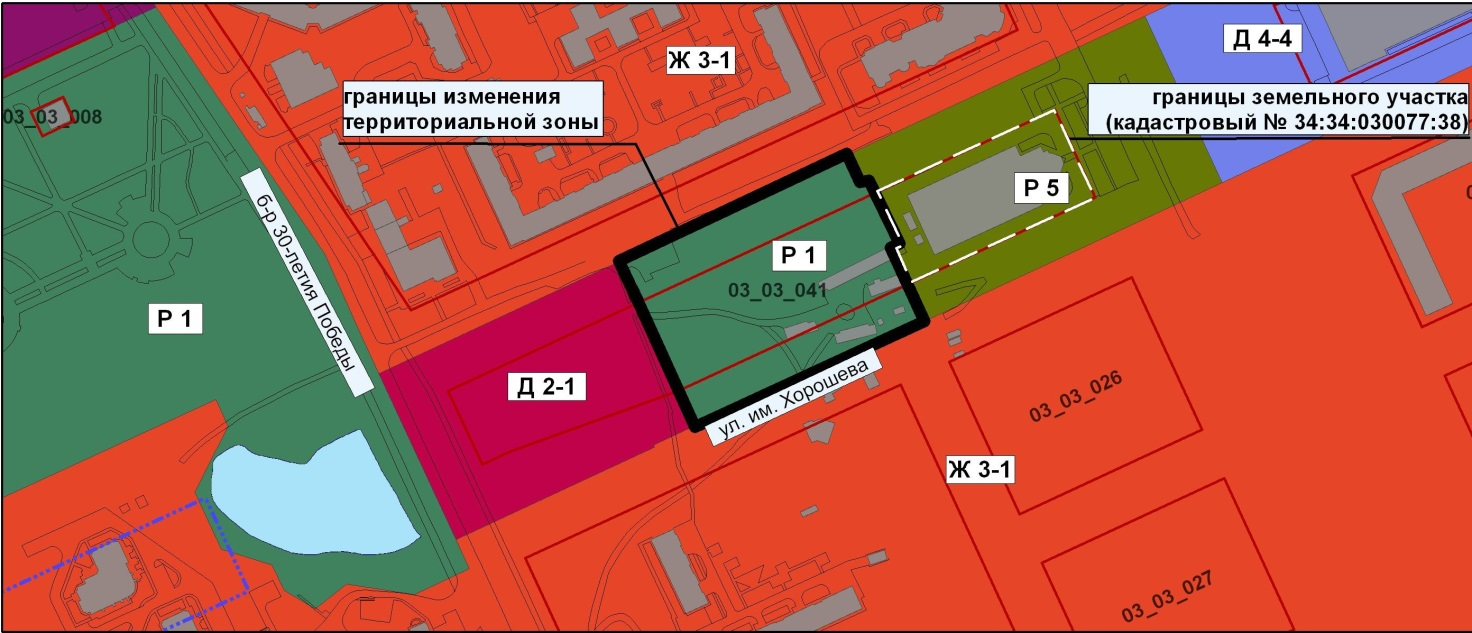 Д 4-4
Ж 3-1
границы изменения
территориальной зоны
границы земельного участка
(кадастровый № 34:34:030077:38)
03_03_008
Р 5
б-р 30-летия Победы
Р 1
03_03_041
Р 1
Д 2-1
ул. им. Хорошева
03_03_026
Ж 3-1
03_03_027